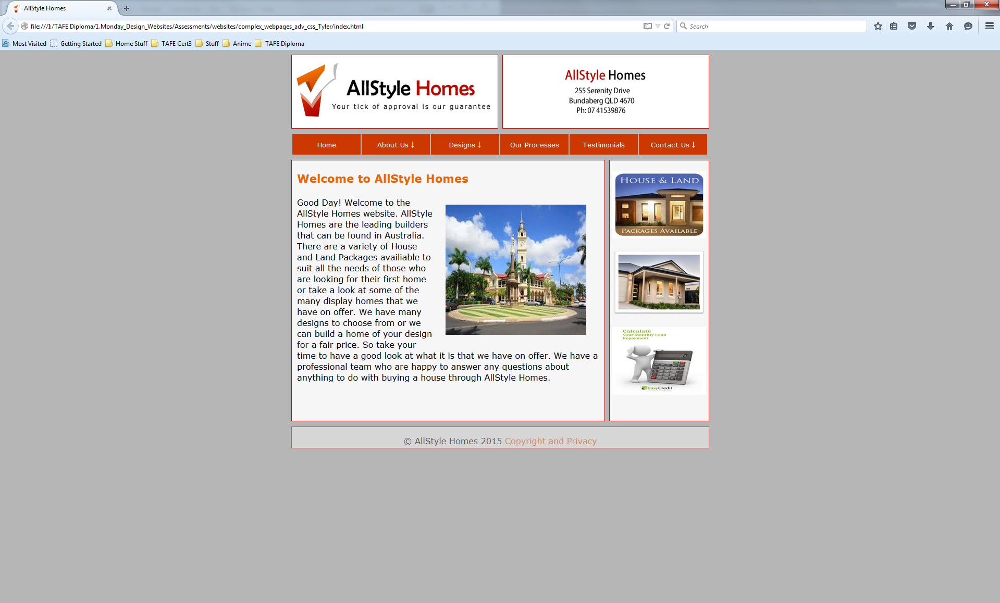 AllStyle Homes
file:///I:/TAFE Diploma/1.Monday_Design_Websites/Assessments/websites/complex_webpages_adv_css_Tyler/index.html
Search
Most Visited Getting Started Home Stuff TAFE Cert3 Stuff Anime TAFE Diploma
AllStyle Homes
Your tick of approval is our guarantee
AllStyle Homes
255 Serenity Drive
Bundaberg QLD 4670
Ph: 07 41539876
Home About Us ↓ Designs ↓ Our Processes Testimonials Contact Us ↓
Welcome to AllStyle Homes
Good Day! Welcome to the
AllStyle Homes website. AllStyle
Homes are the leading builders
that can be found in Australia.
There are a variety of House
and Land Packages availiable to
suit all the needs of those who
are looking for their first home
or take a look at some of the
many display homes that we
have on offer. We have many
designs to choose from or we
can build a home of your design
for a fair price. So take your
time to have a good look at what it is that we have on offer. We have a
professional team who are happy to answer any questions about
anything to do with buying a house through AllStyle Homes.
HOUSE & LAND
PACKAGES AVAILABLE
Calculate
Your Monthly Loan
Repayment
EasyCredit
© AllStyle Homes 2015 Copyright and Privacy